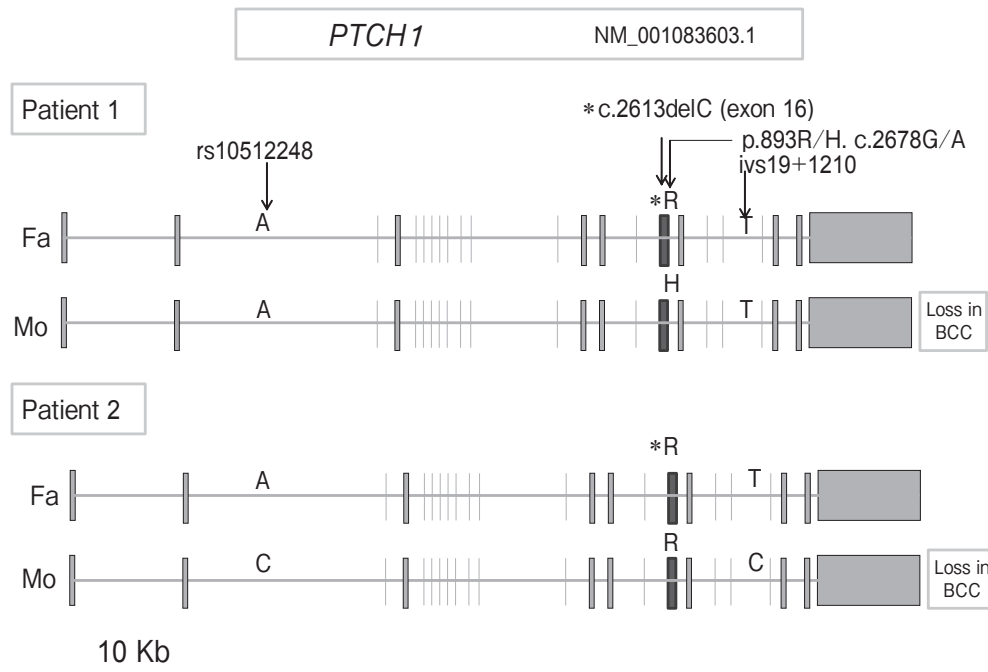 PTCH1 NM_001083603.1
Patient 1
*c.2613delC (exon 16)
p.893R/H. c.2678G/A
rs10512248
ivs19+1210
*R
Fa A T
H
Mo A T
Loss in
BCC
Patient 2
*R
Fa A T
R
Mo C C
Loss in
BCC
10 Kb